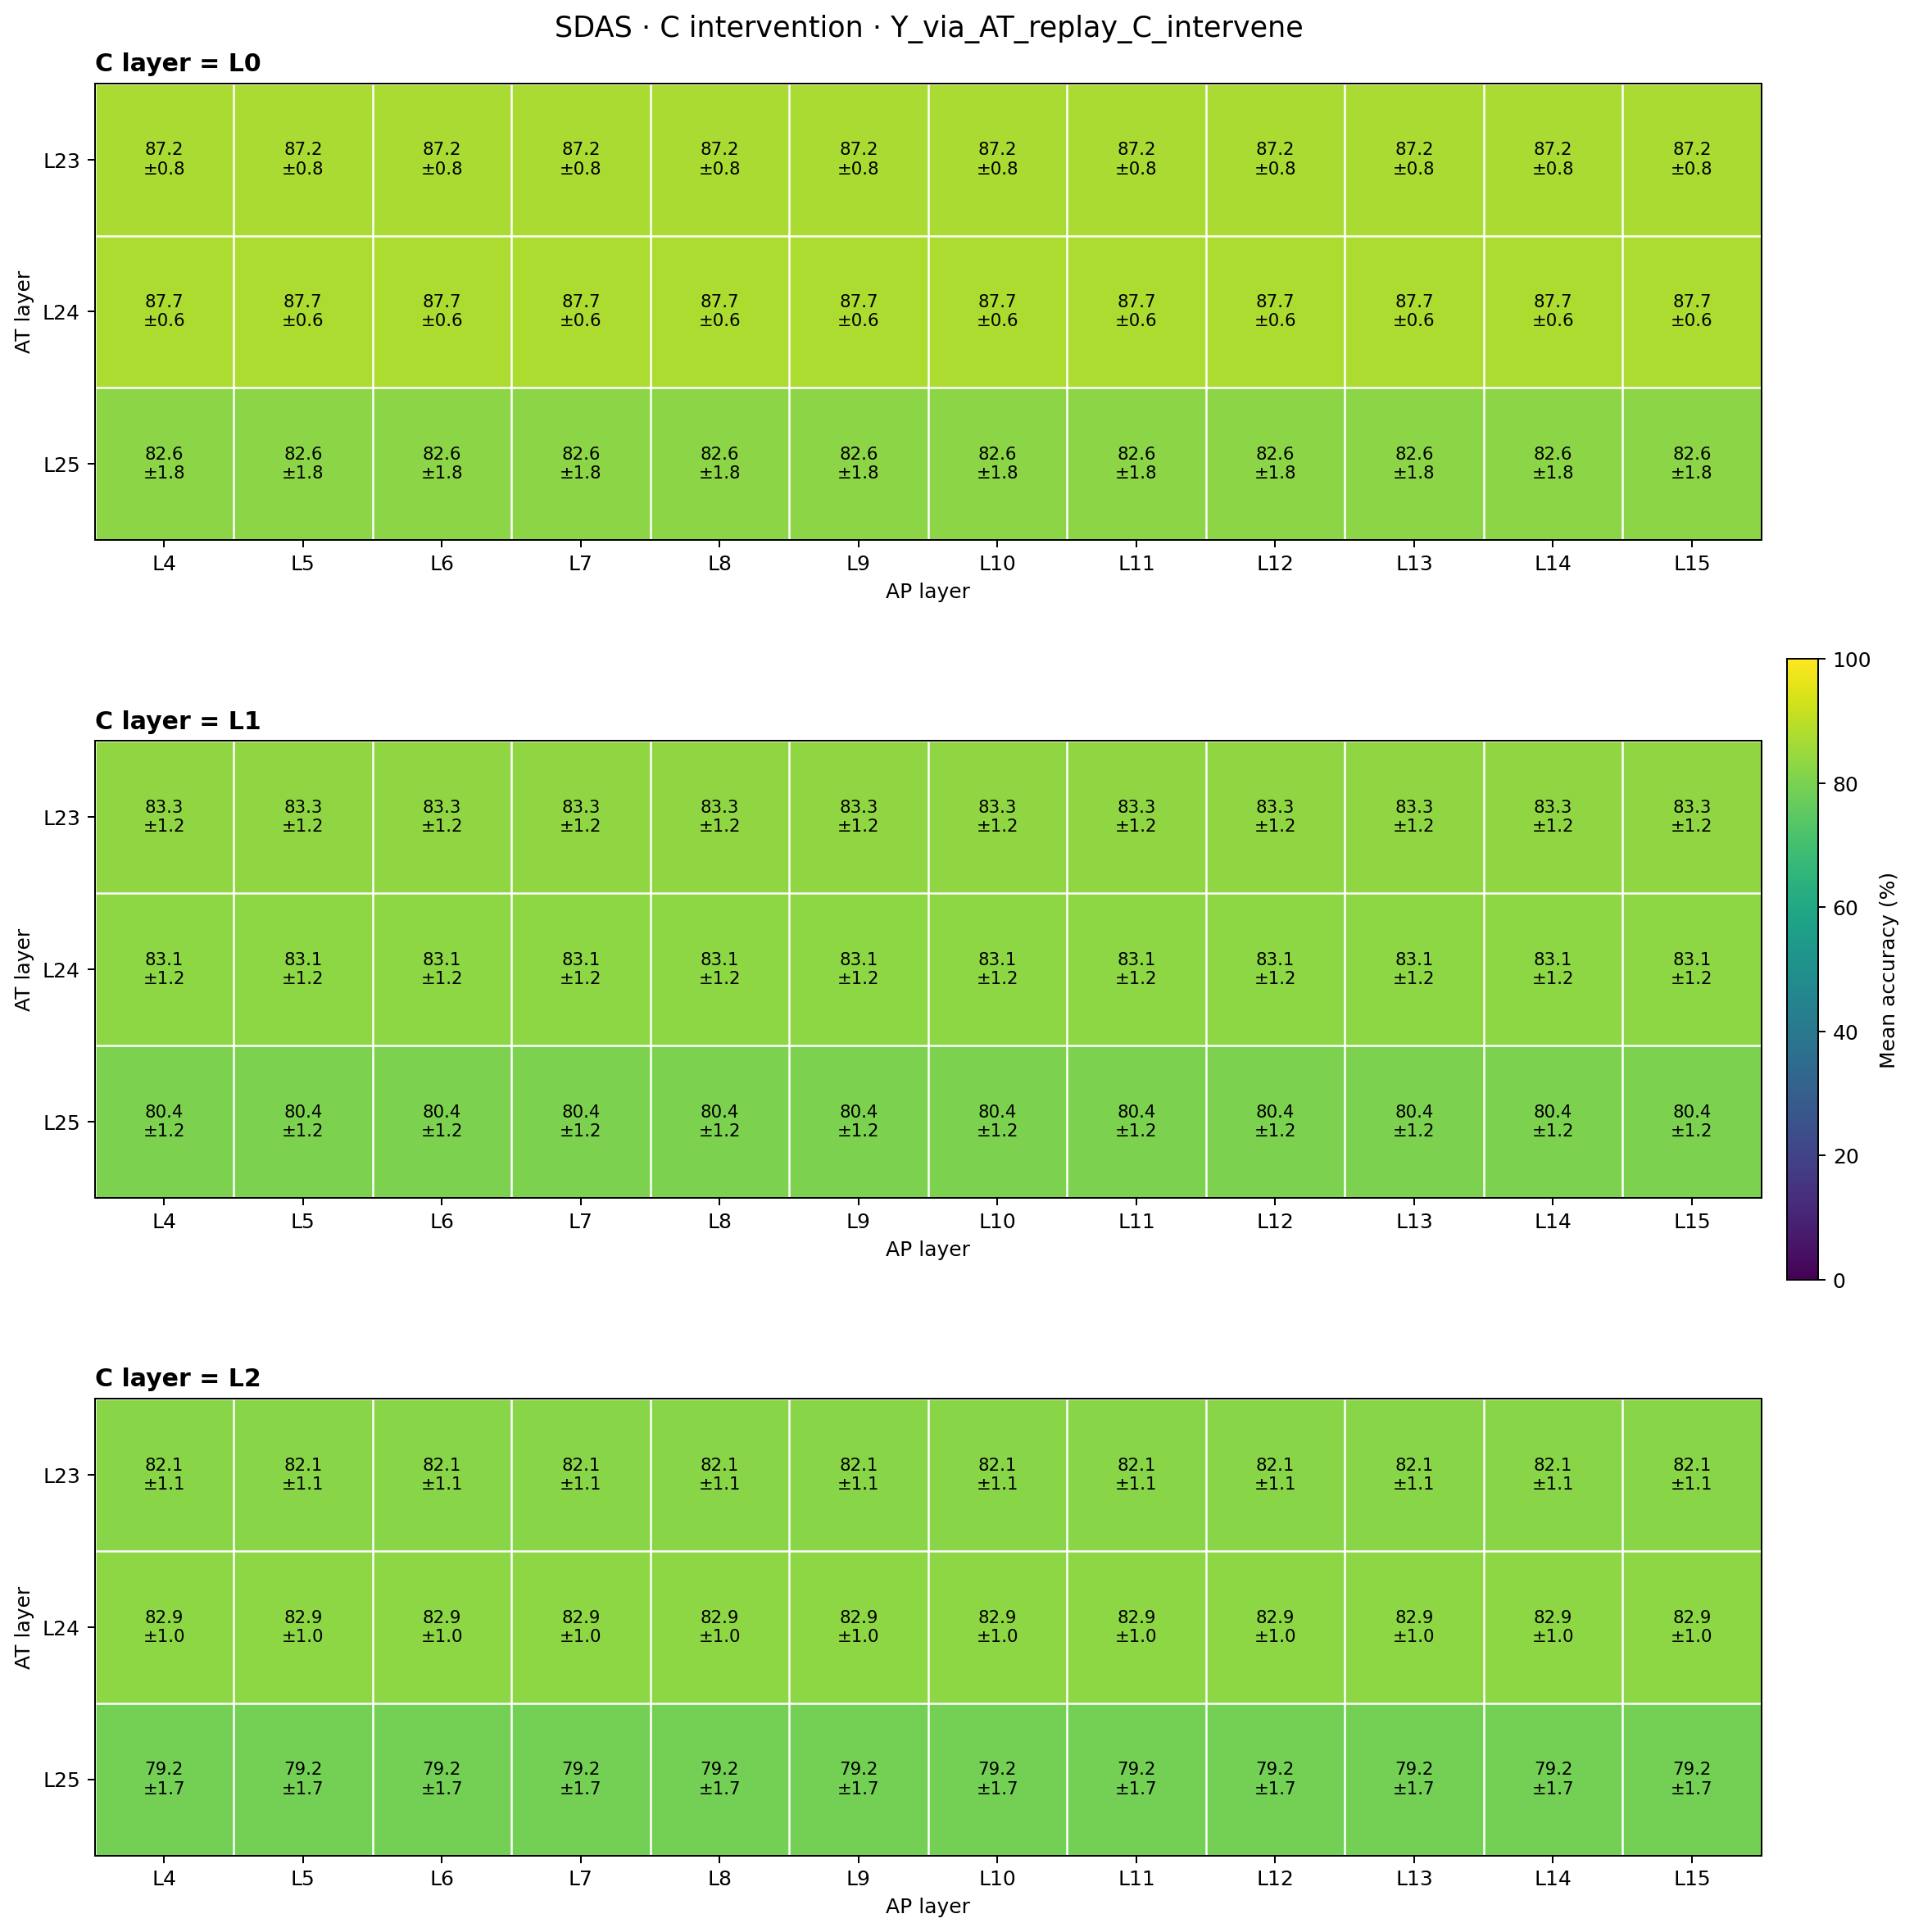 SDAS · C intervention · Y_via_AT_replay_C_intervene
C layer = L0
87.2 87.2 87.2 87.2 87.2 87.2 87.2 87.2 87.2 87.2 87.2 87.2
L23
±0.8 ±0.8 ±0.8 ±0.8 ±0.8 ±0.8 ±0.8 ±0.8 ±0.8 ±0.8 ±0.8 ±0.8
AT layer
87.7 87.7 87.7 87.7 87.7 87.7 87.7 87.7 87.7 87.7 87.7 87.7
L24
±0.6 ±0.6 ±0.6 ±0.6 ±0.6 ±0.6 ±0.6 ±0.6 ±0.6 ±0.6 ±0.6 ±0.6
82.6 82.6 82.6 82.6 82.6 82.6 82.6 82.6 82.6 82.6 82.6 82.6
L25
±1.8 ±1.8 ±1.8 ±1.8 ±1.8 ±1.8 ±1.8 ±1.8 ±1.8 ±1.8 ±1.8 ±1.8
L4 L5 L6 L7 L8 L9 L10 L11 L12 L13 L14 L15
AP layer
C layer = L1
83.3 83.3 83.3 83.3 83.3 83.3 83.3 83.3 83.3 83.3 83.3 83.3
L23
±1.2 ±1.2 ±1.2 ±1.2 ±1.2 ±1.2 ±1.2 ±1.2 ±1.2 ±1.2 ±1.2 ±1.2
AT layer
83.1 83.1 83.1 83.1 83.1 83.1 83.1 83.1 83.1 83.1 83.1 83.1
L24
±1.2 ±1.2 ±1.2 ±1.2 ±1.2 ±1.2 ±1.2 ±1.2 ±1.2 ±1.2 ±1.2 ±1.2
80.4 80.4 80.4 80.4 80.4 80.4 80.4 80.4 80.4 80.4 80.4 80.4
L25
±1.2 ±1.2 ±1.2 ±1.2 ±1.2 ±1.2 ±1.2 ±1.2 ±1.2 ±1.2 ±1.2 ±1.2
L4 L5 L6 L7 L8 L9 L10 L11 L12 L13 L14 L15
AP layer
100
80
60
40
20
0
Mean accuracy (%)
C layer = L2
82.1 82.1 82.1 82.1 82.1 82.1 82.1 82.1 82.1 82.1 82.1 82.1
L23
±1.1 ±1.1 ±1.1 ±1.1 ±1.1 ±1.1 ±1.1 ±1.1 ±1.1 ±1.1 ±1.1 ±1.1
AT layer
82.9 82.9 82.9 82.9 82.9 82.9 82.9 82.9 82.9 82.9 82.9 82.9
L24
±1.0 ±1.0 ±1.0 ±1.0 ±1.0 ±1.0 ±1.0 ±1.0 ±1.0 ±1.0 ±1.0 ±1.0
79.2 79.2 79.2 79.2 79.2 79.2 79.2 79.2 79.2 79.2 79.2 79.2
L25
±1.7 ±1.7 ±1.7 ±1.7 ±1.7 ±1.7 ±1.7 ±1.7 ±1.7 ±1.7 ±1.7 ±1.7
L4 L5 L6 L7 L8 L9 L10 L11 L12 L13 L14 L15
AP layer